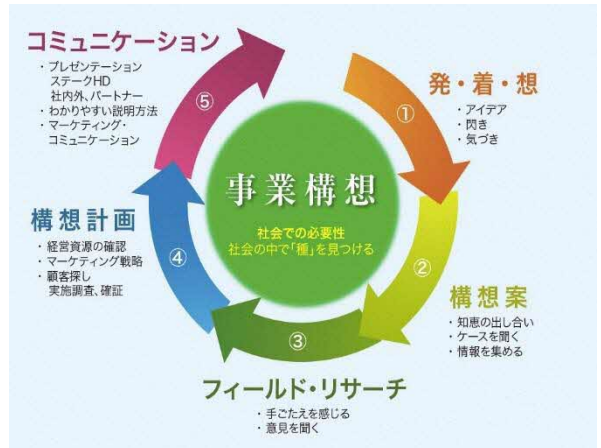 事業構想
社会での必要性
社会の中で「種」を見つける
①
発・着・想
・アイデア
・閃き
・気づき
②
構想案
・知恵の出し合い
・ケースを聞く
・情報を集める
③
フィールド・リサーチ
・手ごたえを感じる
・意見を聞く
④
構想計画
・経営資源の確認
・マーケティング戦略
・顧客探し
実施調査、確証
⑤
コミュニケーション
・プレゼンテーション
ステークHD
社内外、パートナー
・わかりやすい説明方法
・マーケティング・
コミュニケーション